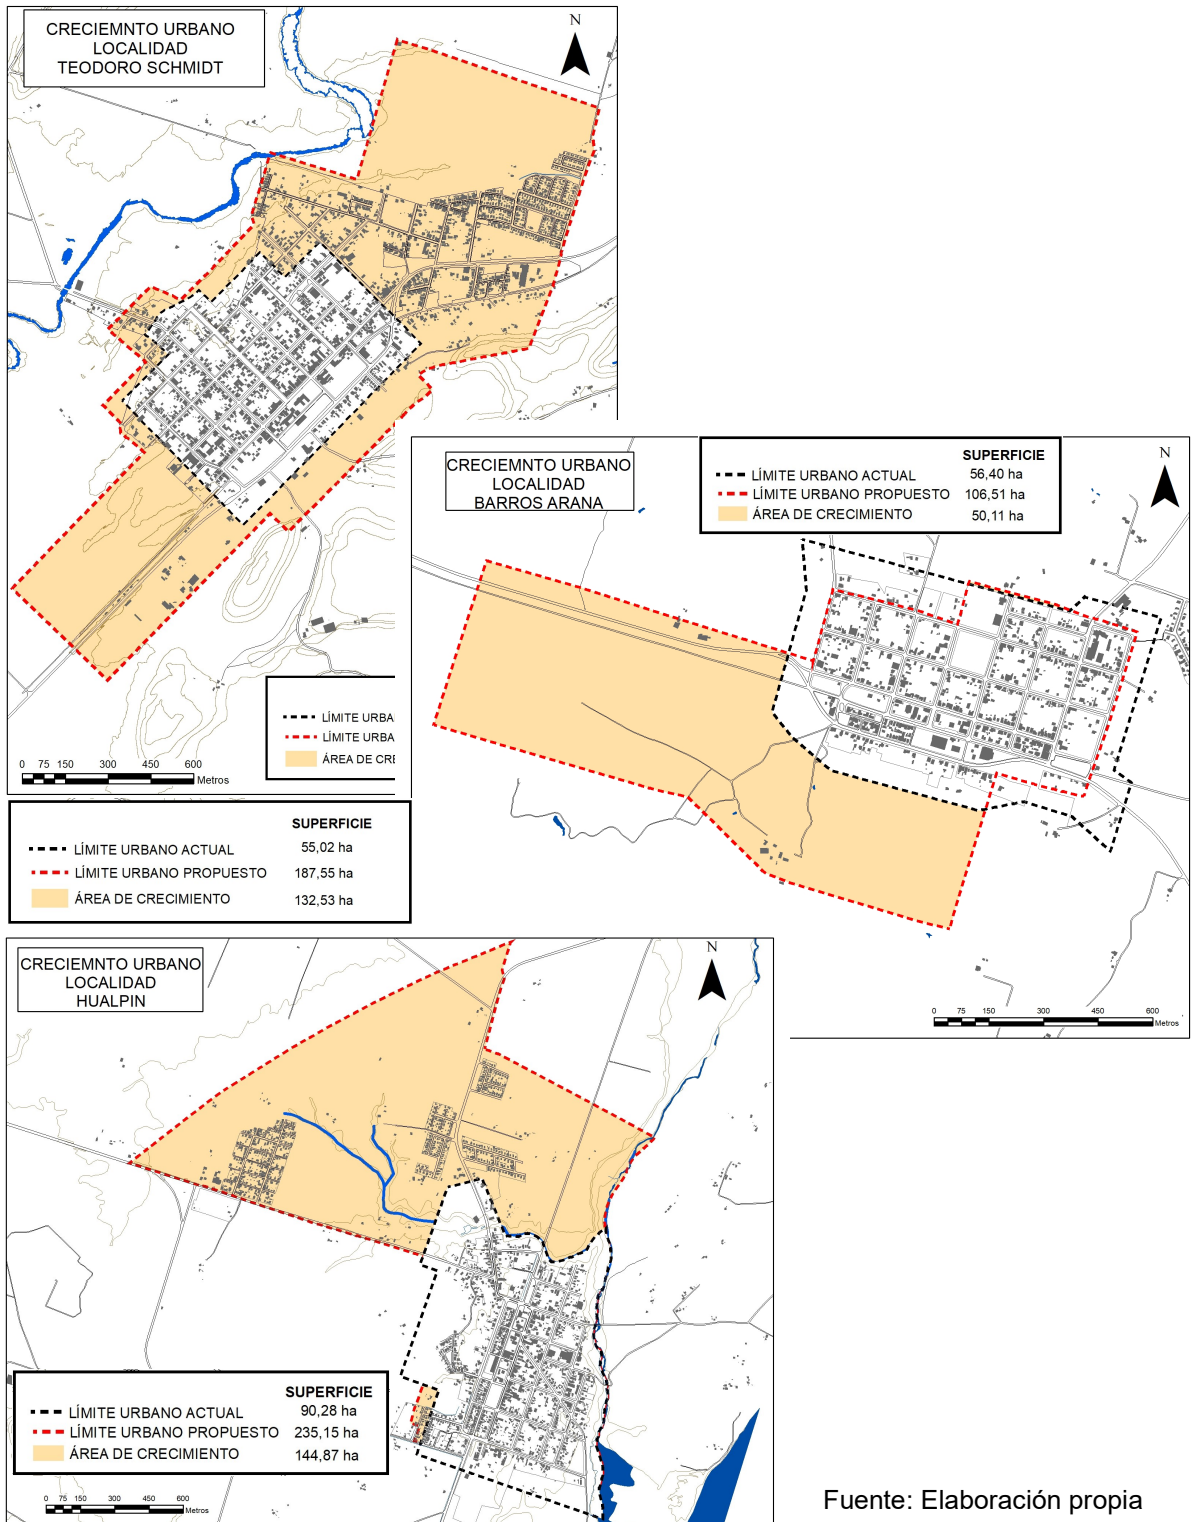 CRECIEMNTO URBANO
LOCALIDAD
TEODORO SCHMIDT
N
LÍMITE URBA
LÍMITE URBA
ÁREA DE CRE
0 75 150 300 450 600
Metros
SUPERFICIE
LÍMITE URBANO ACTUAL 55,02 ha
LÍMITE URBANO PROPUESTO 187,55 ha
ÁREA DE CRECIMIENTO 132,53 ha
CRECIEMNTO URBANO
LOCALIDAD
BARROS ARANA
SUPERFICIE
LÍMITE URBANO ACTUAL 56,40 ha
LÍMITE URBANO PROPUESTO 106,51 ha
ÁREA DE CRECIMIENTO 50,11 ha
N
0 75 150 300 450 600
Metros
CRECIEMNTO URBANO
LOCALIDAD
HUALPIN
N
SUPERFICIE
LÍMITE URBANO ACTUAL 90,28 ha
LÍMITE URBANO PROPUESTO 235,15 ha
ÁREA DE CRECIMIENTO 144,87 ha
0 75 150 300 450 600
Metros
Fuente: Elaboración propia